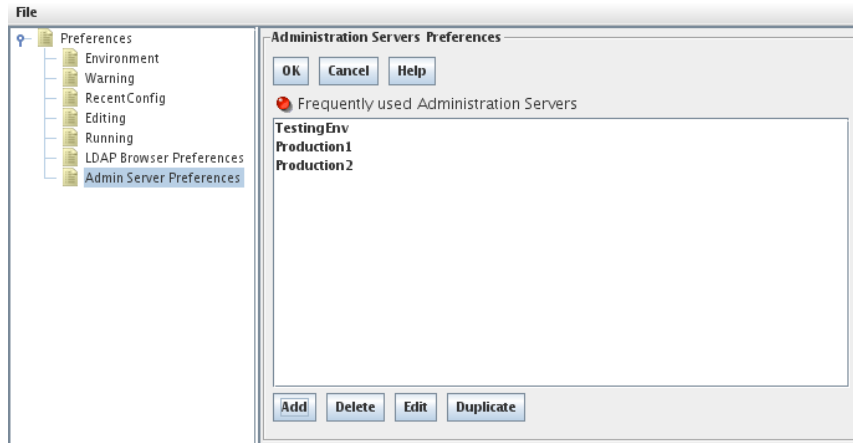 File
Preferences
Environment
Warning
RecentConfig
Editing
Running
LDAP Browser Preferences
Admin Server Preferences
Administration Servers Preferences
OK Cancel Help
Frequently used Administration Servers
TestingEnv
Production1
Production2
Add Delete Edit Duplicate